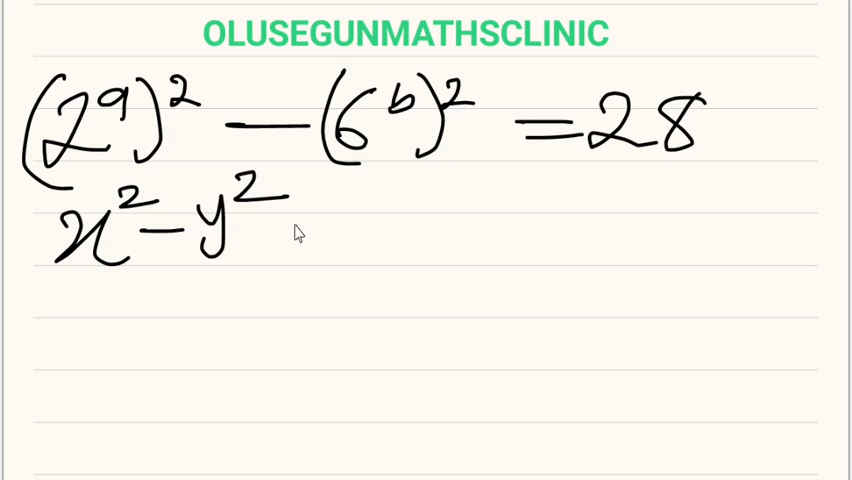 OLUSEGUNMATHSCLINIC
(2^a)^2 — (6^b)^2 = 28
x^2 - y^2